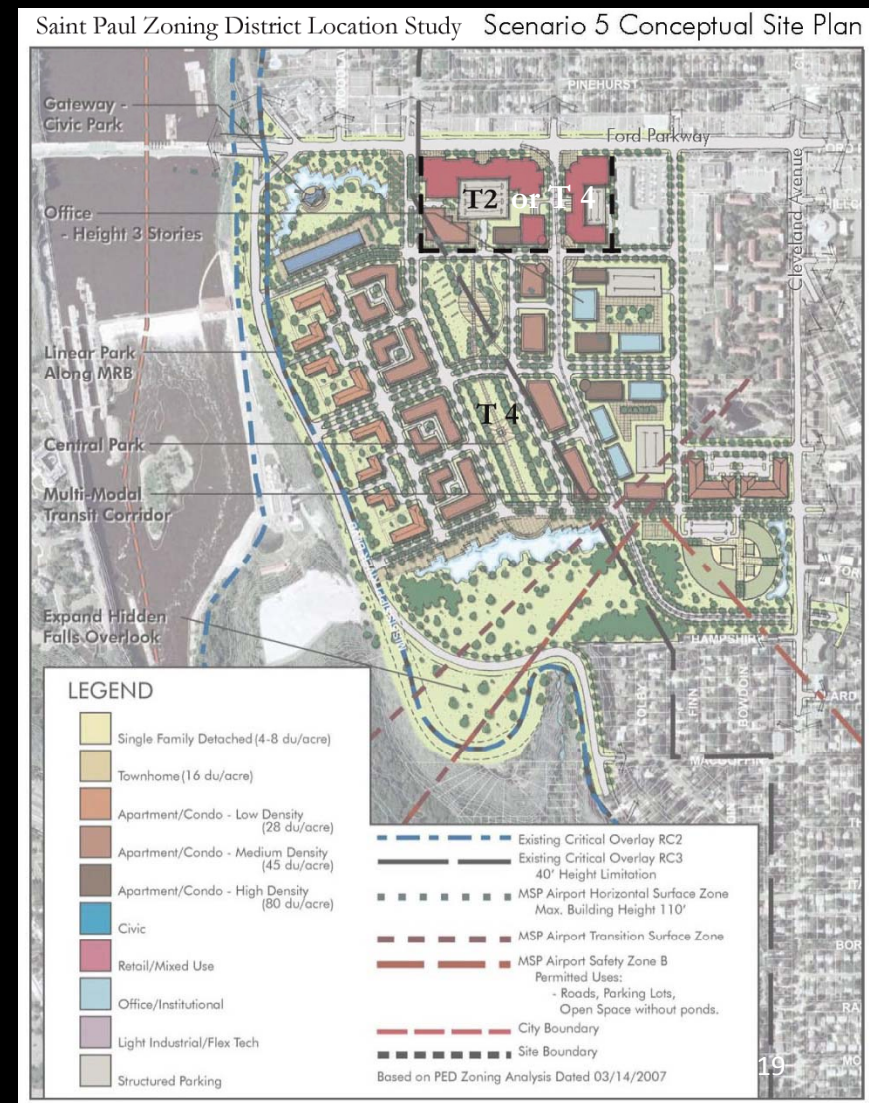 Saint Paul Zoning District Location Study Scenario 5 Conceptual Site Plan
PINEHURST
Gateway -
Civic Park
Ford Parkway
Cleveland Avenue
T2 or T 4
Office
- Height 3 Stories
Linear Park
Along MRB
T 4
Central Park
Multi-Modal
Transit Corridor
Expand Hidden
Falls Overlook
HAMPSHIRE
COLBY
FINN
BOWDOIN
LEGEND
Single Family Detached (4-8 du/acre)
Townhome (16 du/acre)
Apartment/Condo - Low Density
(28 du/acre)
Apartment/Condo - Medium Density
(45 du/acre)
Apartment/Condo - High Density
(80 du/acre)
Civic
Retail/Mixed Use
Office/Institutional
Light Industrial/Flex Tech
Structured Parking
Existing Critical Overlay RC2
Existing Critical Overlay RC3
40' Height Limitation
MSP Airport Horizontal Surface Zone
Max. Building Height 110'
MSP Airport Transition Surface Zone
MSP Airport Safety Zone B
Permitted Uses:
- Roads, Parking Lots,
Open Space without ponds.
City Boundary
Site Boundary
Based on PED Zoning Analysis Dated 03/14/2007
19